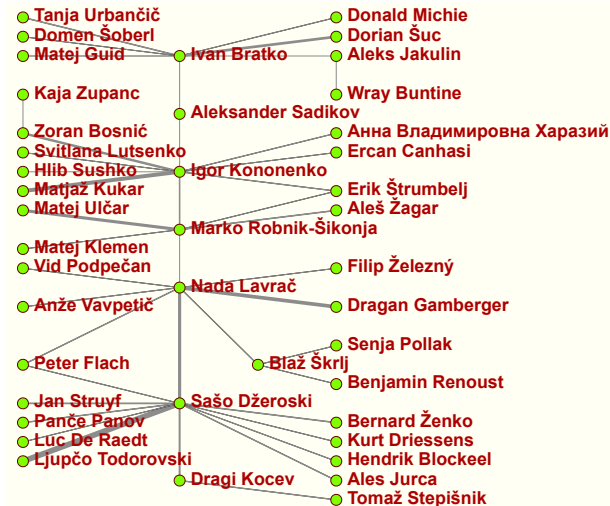 Tanja Urbančič
Donald Michie
Domen Šoberl
Dorian Šuc
Matej Guid
Ivan Bratko
Aleks Jakulin
Kaja Zupanc
Wray Buntine
Aleksander Sadikov
Zoran Bosnić
Анна Владимировна Харазий
Svitlana Lutsenko
Ercan Canhasi
Hlib Sushko
Igor Kononenko
Matjaž Kukar
Erik Štrumbelj
Matej Ulčar
Aleš Žagar
Marko Robnik-Šikonja
Matej Klemen
Vid Podpečan
Filip Železný
Nada Lavrač
Anže Vavpetič
Dragan Gamberger
Senja Pollak
Peter Flach
Blaž Škrlj
Benjamin Renoust
Jan Struyf
Sašo Džeroski
Panče Panov
Bernard Ženko
Luc De Raedt
Kurt Driessens
Ljupčo Todorovski
Hendrik Blockeel
Dragi Kocev
Ales Jurca
Tomaž Stepišnik